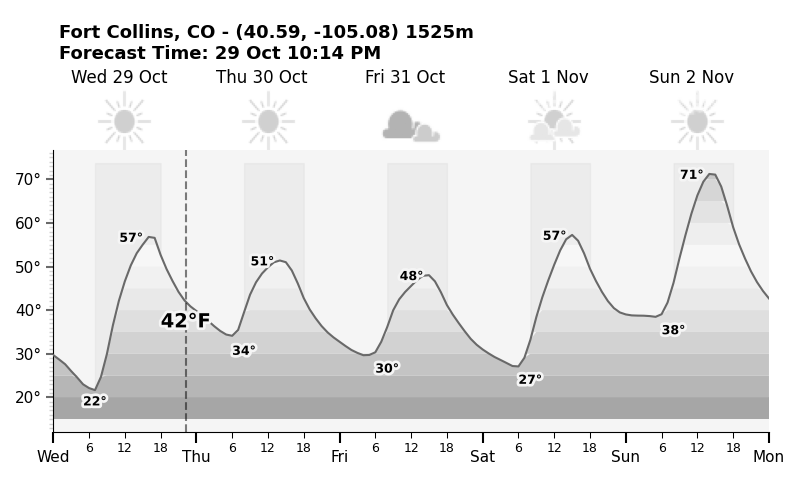 Fort Collins, CO - (40.59, -105.08) 1525m
Forecast Time: 29 Oct 10:14 PM
Wed 29 Oct Thu 30 Oct Fri 31 Oct Sat 1 Nov Sun 2 Nov
70°
60°
50°
40°
30°
20°
57° 51° 48° 57° 71°
42°F
22° 34° 30° 27° 38°
6 12 18 6 12 18 6 12 18 6 12 18 6 12 18
Wed Thu Fri Sat Sun Mon